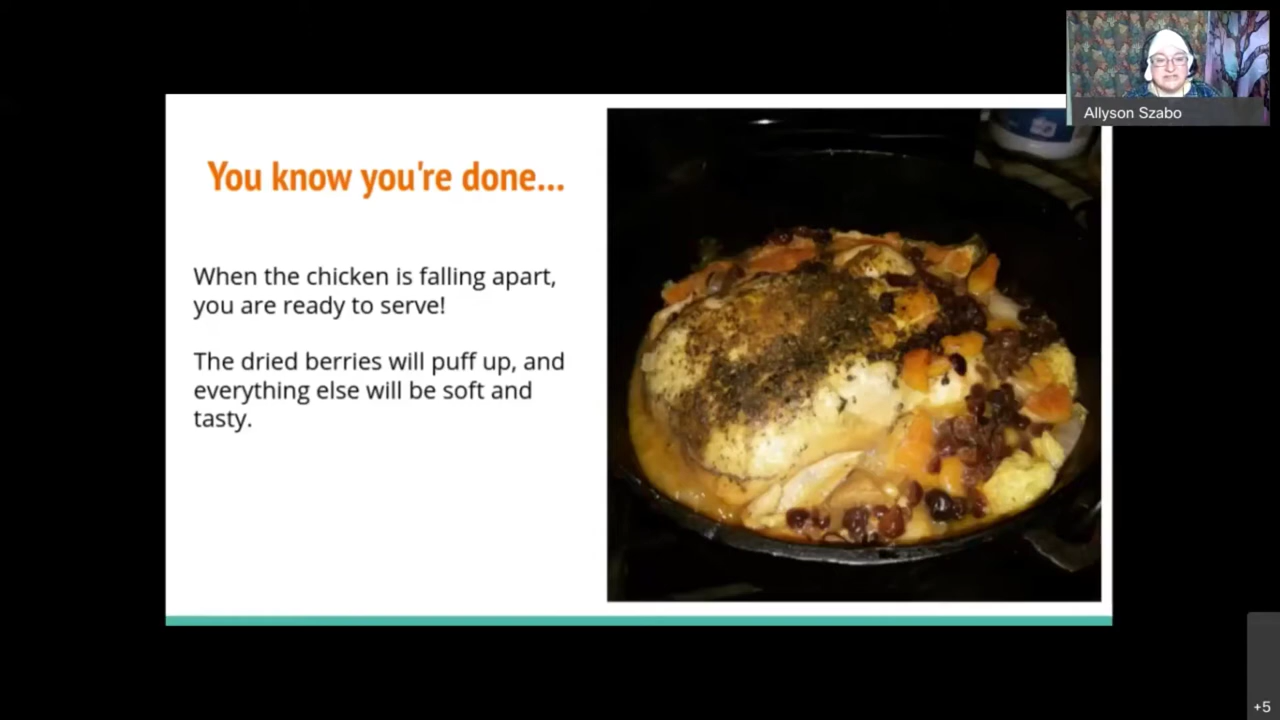 Allyson Szabo
You know you're done...
When the chicken is falling apart,
you are ready to serve!
The dried berries will puff up, and
everything else will be soft and
tasty.
+5